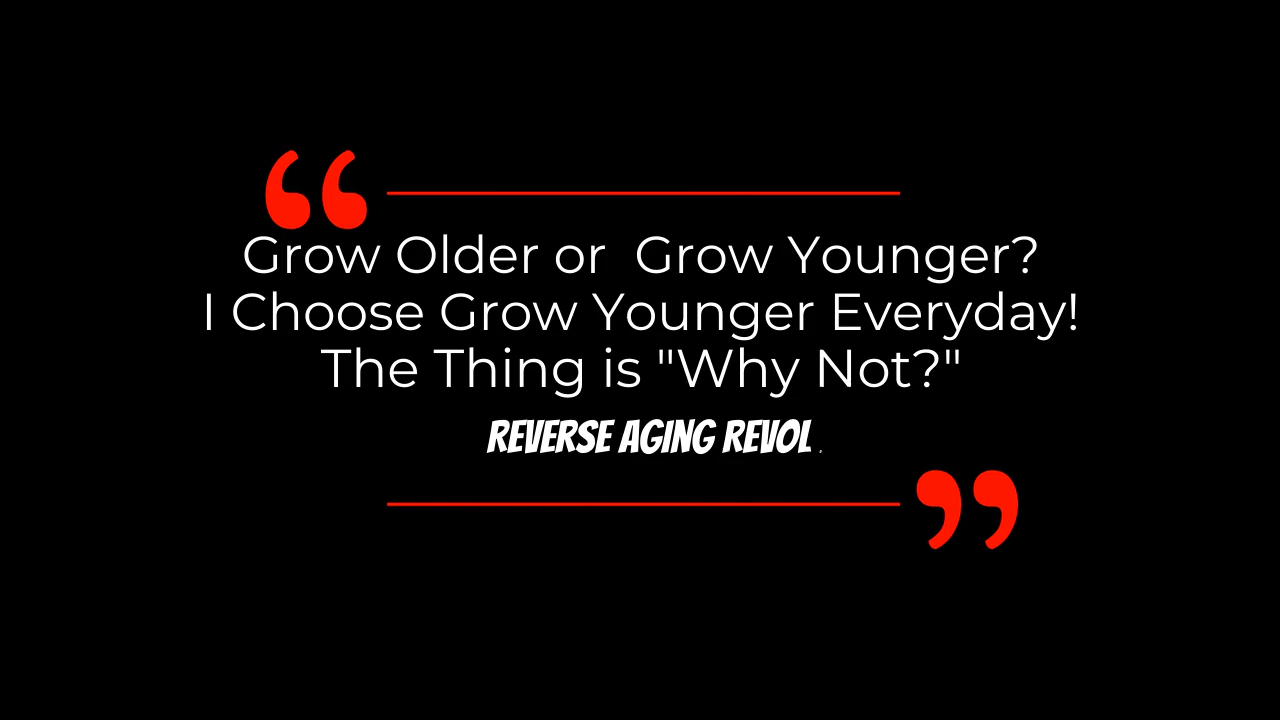 Grow Older or  Grow Younger?
I Choose Grow Younger Everyday!
The Thing is "Why Not?"
REVERSE AGING REVOL